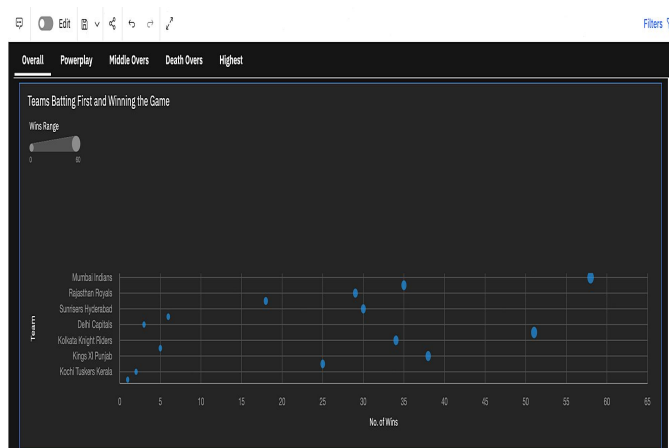 Edit
Filters
Overall Powerplay Middle Overs Death Overs Highest
Teams Batting First and Winning the Game
Wins Range
0 60
Team
Mumbai Indians
Rajasthan Royals
Sunrisers Hyderabad
Delhi Capitals
Kolkata Knight Riders
Kings XI Punjab
Kochi Tuskers Kerala
0 5 10 15 20 25 30 35 40 45 50 55 60 65
No. of Wins